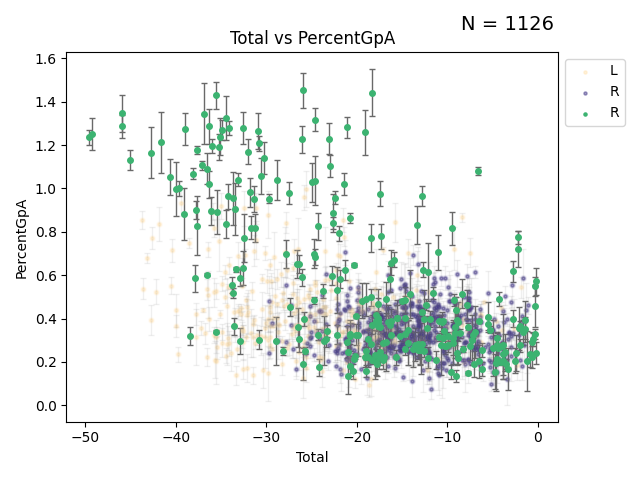 N = 1126
Total vs PercentGpA
L
R
R
1.6
1.4
1.2
1.0
0.8
0.6
0.4
0.2
0.0
PercentGpA
−50
−40
−30
−20
−10
0
Total